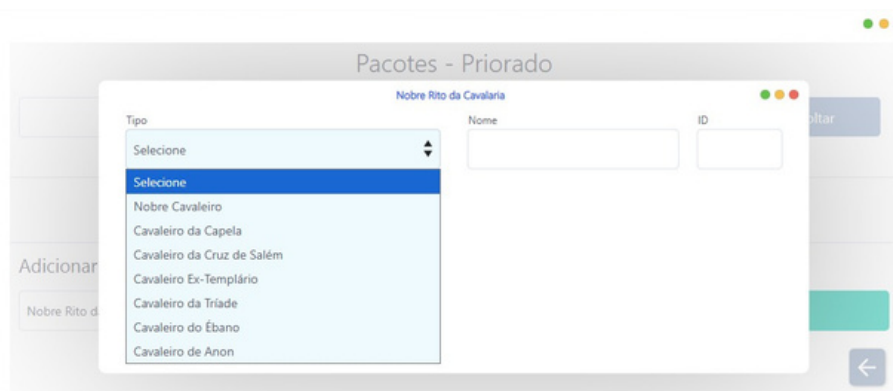 Pacotes - Priorado
Nobre Rito da Cavalaria
Tipo
Nome
ID
oltar
Selecione
Selecione
Nobre Cavaleiro
Cavaleiro da Capela
Cavaleiro da Cruz de Salém
Cavaleiro Ex-Templário
Cavaleiro da Tríade
Cavaleiro do Ébano
Cavaleiro de Anon
Adicionar
Nobre Rito d